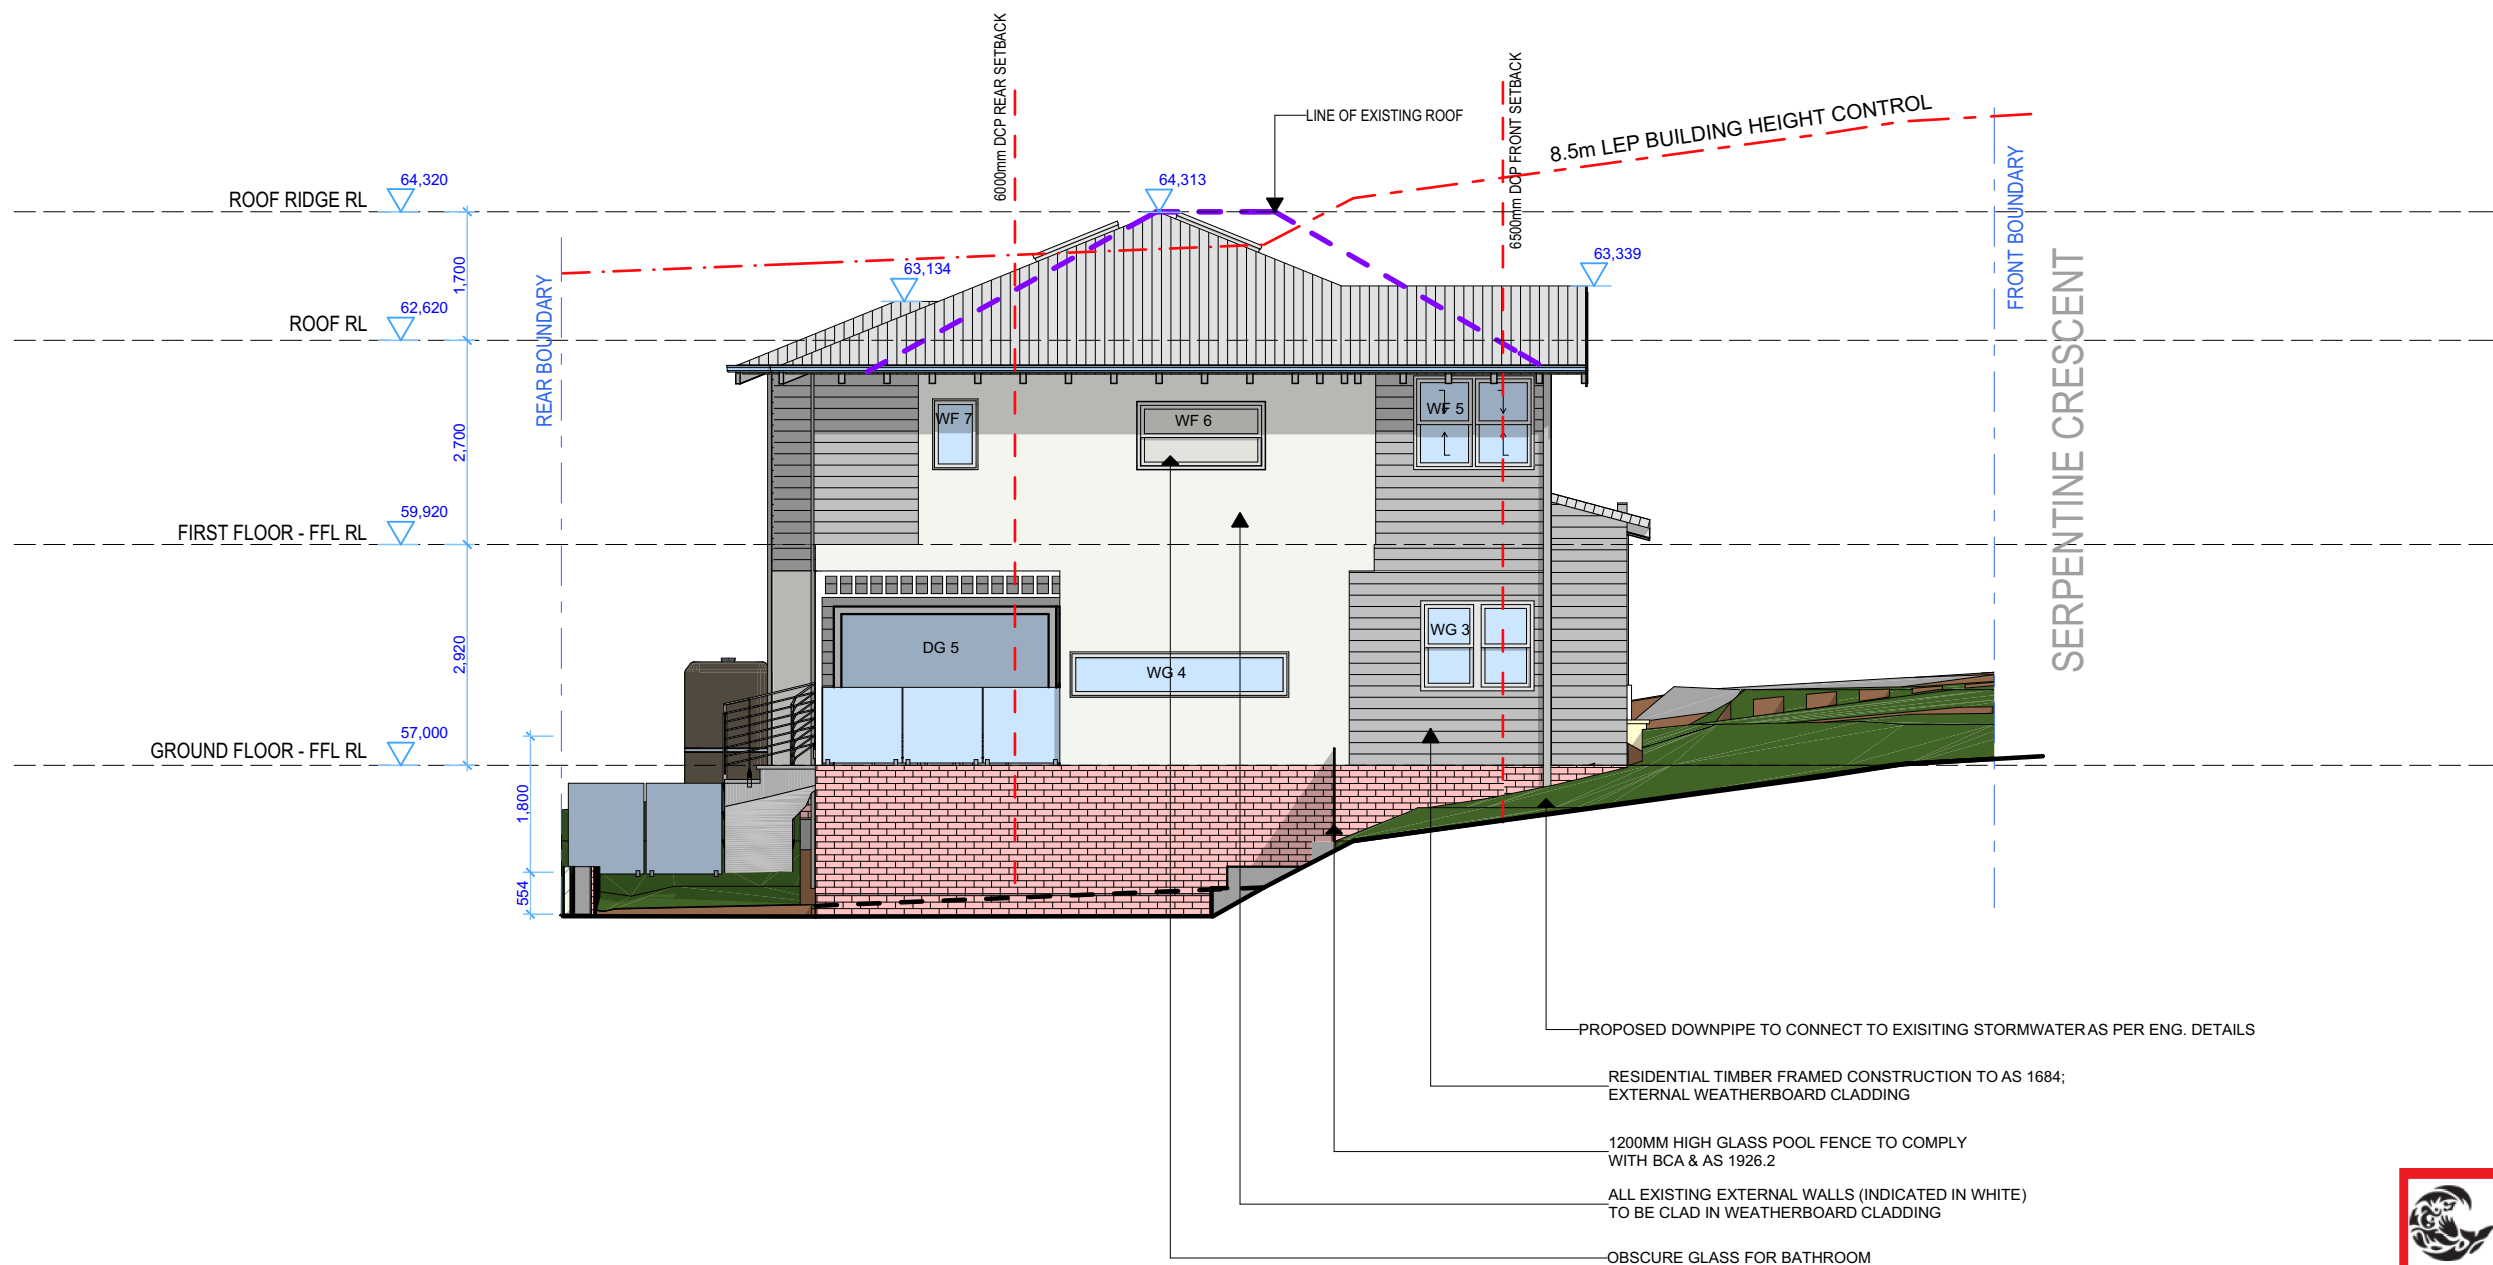 6000mm DCP REAR SETBACK
6500mm DCP FRONT SETBACK
LINE OF EXISTING ROOF
8.5m LEP BUILDING HEIGHT CONTROL
FRONT BOUNDARY
SERPENTINE CRESCENT
REAR BOUNDARY
ROOF RIDGE RL
64,320
64,313
63,134
63,339
1,700
ROOF RL
62,620
2,700
WF 7
WF 6
WF 5
FIRST FLOOR - FFL RL
59,920
2,920
DG 5
WG 4
WG 3
GROUND FLOOR - FFL RL
57,000
1,800
554
PROPOSED DOWNPIPE TO CONNECT TO EXISITING STORMWATER AS PER ENG. DETAILS
RESIDENTIAL TIMBER FRAMED CONSTRUCTION TO AS 1684;
EXTERNAL WEATHERBOARD CLADDING
1200MM HIGH GLASS POOL FENCE TO COMPLY
WITH BCA & AS 1926.2
ALL EXISTING EXTERNAL WALLS (INDICATED IN WHITE)
TO BE CLAD IN WEATHERBOARD CLADDING
OBSCURE GLASS FOR BATHROOM